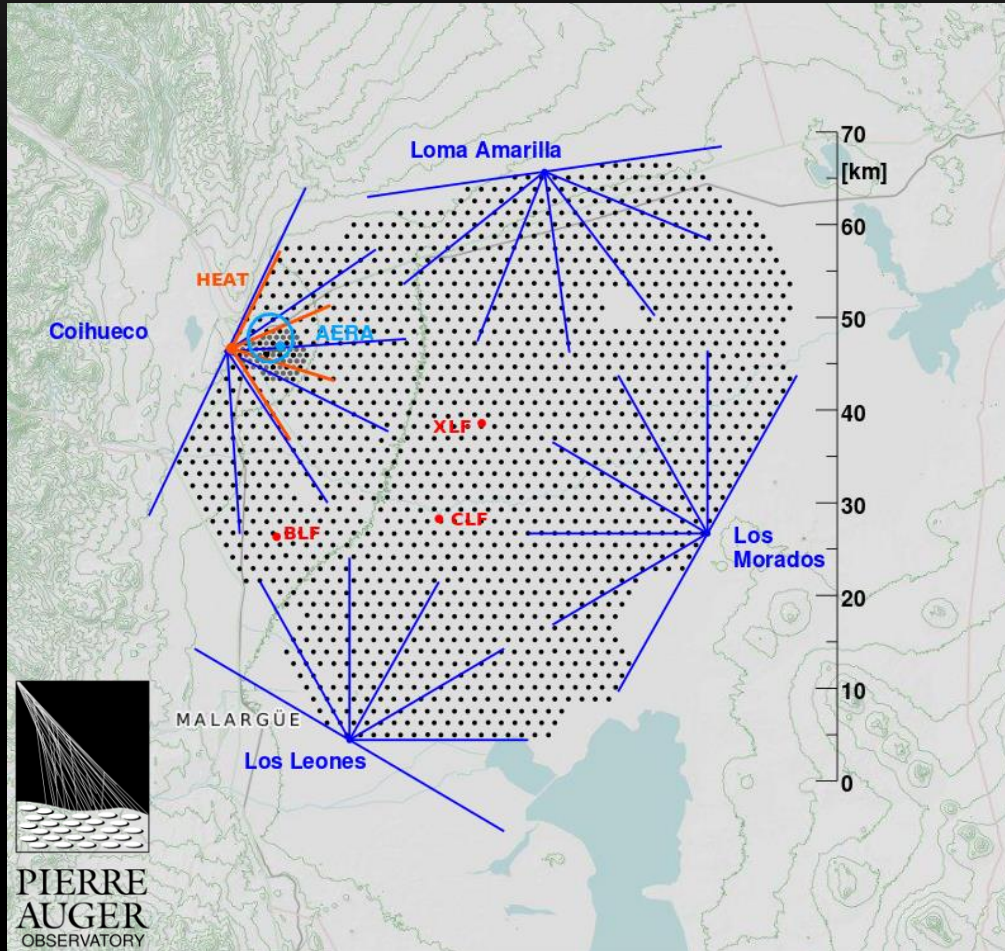 70
Loma Amarilla
[km]
60
HEAT
50
Coihueco
AERA
40
XLF
30
CLF
BLF
Los
Morados
20
10
MALARGÜE
Los Leones
0
PIERRE
AUGER
OBSERVATORY